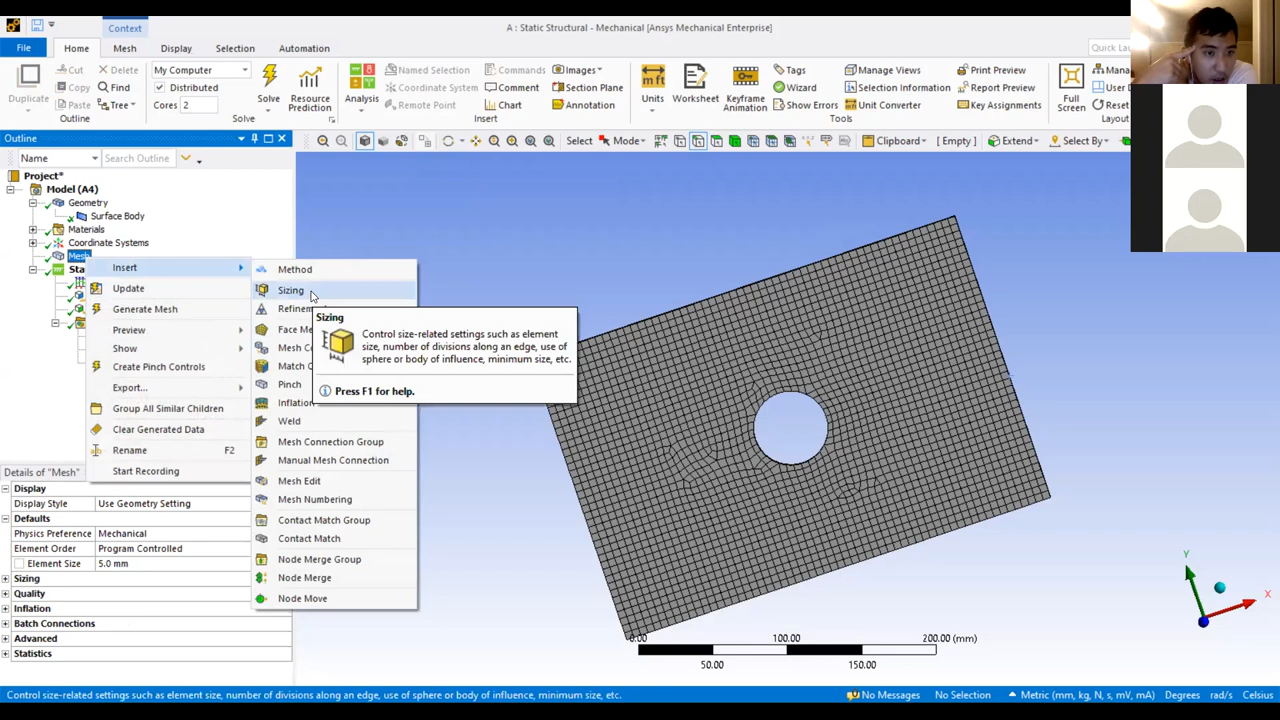 Context
A : Static Structural - Mechanical [Ansys Mechanical Enterprise]
File
Home
Mesh
Display
Selection
Automation
Quick
Duplicate
Cut
Delete
Copy
Find
Paste
Tree
Outline
My Computer
Distributed
Cores 2
Solve
Resource Prediction
Solve
Analysis
Named Selection
Coordinate System
Remote Point
Commands
Comment
Chart
Images
Section Plane
Annotation
Insert
Units
Worksheet
Keyframe Animation
Tags
Wizard
Show Errors
Manage Views
Selection Information
Unit Converter
Print Preview
Report Preview
Key Assignments
Tools
Full Screen
Layout
Outline
Name
Search Outline
Select
Mode
Clipboard
[ Empty ]
Extend
Select By
Project*
Model (A4)
Geometry
Surface Body
Materials
Coordinate Systems
Mesh
Sta
Insert
Update
Generate Mesh
Preview
Show
Create Pinch Controls
Export...
Group All Similar Children
Clear Generated Data
Rename F2
Start Recording
Method
Sizing
Refinem
Face Me
Mesh Co
Match C
Pinch
Inflation
Weld
Mesh Connection Group
Manual Mesh Connection
Mesh Edit
Mesh Numbering
Contact Match Group
Contact Match
Node Merge Group
Node Merge
Node Move
Sizing
Control size-related settings such as element
size, number of divisions along an edge, use of
sphere or body of influence, minimum size, etc.
Press F1 for help.
Details of "Mesh"
Display
Display Style Use Geometry Setting
Defaults
Physics Preference Mechanical
Element Order Program Controlled
Element Size 5.0 mm
Sizing
Quality
Inflation
Batch Connections
Advanced
Statistics
0.00 100.00 200.00 (mm)
50.00 150.00
Y
X
Control size-related settings such as element size, number of divisions along an edge, use of sphere or body of influence, minimum size, etc.
No Messages
No Selection
Metric (mm, kg, N, s, mV, mA)
Degrees
rad/s
Celsius